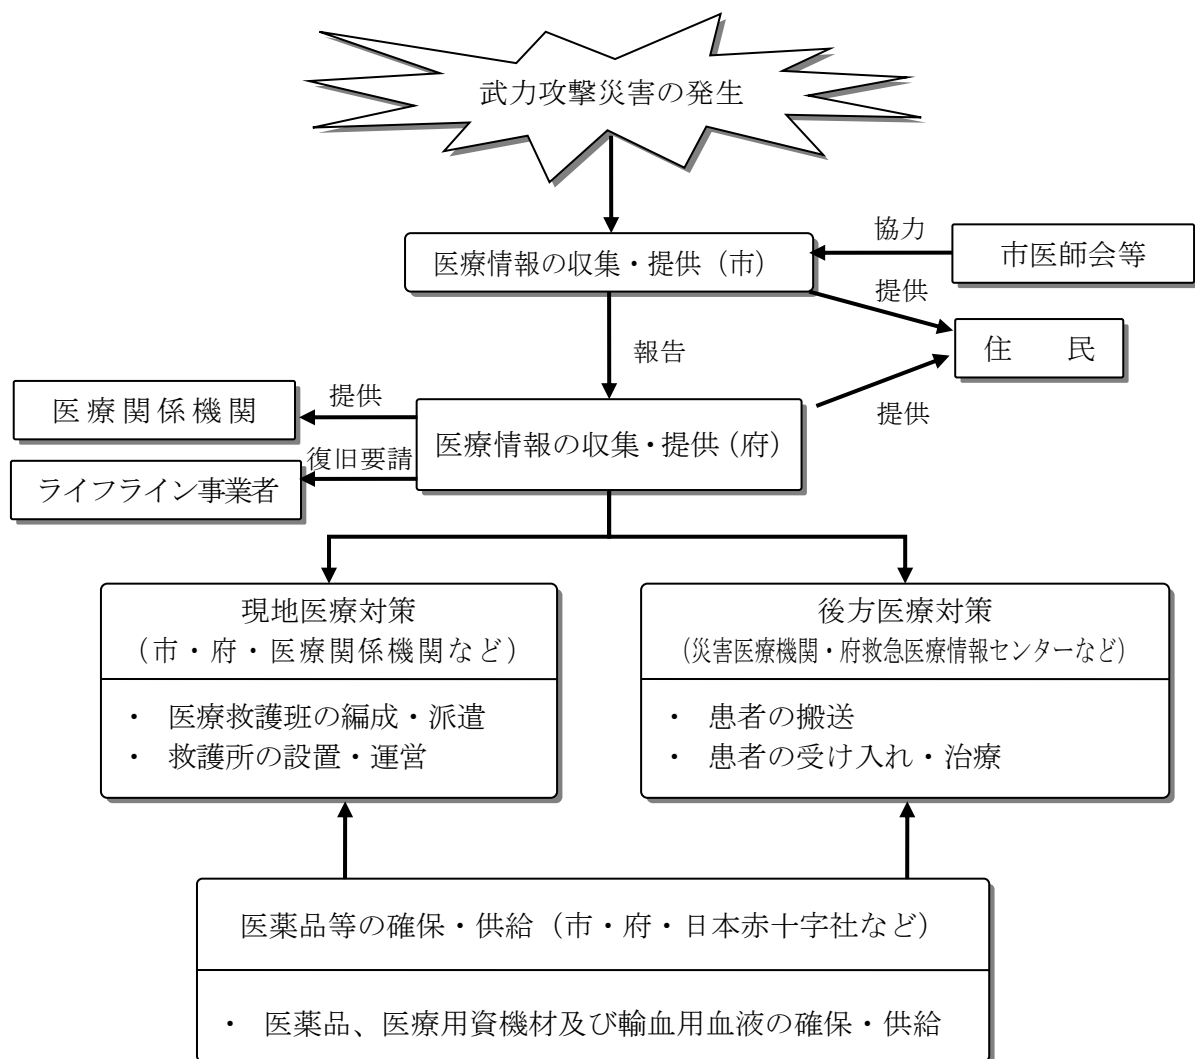 武力攻撃災害の発生
協力
市医師会等
医療情報の収集・提供(市)
提供
住　民
報告
提供
医療関係機関
提供
医療情報の収集・提供(府)
復旧要請
ライフライン事業者
現地医療対策
(市・府・医療関係機関など)
・ 医療救護班の編成・派遣
・ 救護所の設置・運営
後方医療対策
(災害医療機関・府救急医療情報センターなど)
・ 患者の搬送
・ 患者の受け入れ・治療
医薬品等の確保・供給(市・府・日本赤十字社など)
・ 医薬品、医療用資機材及び輸血用血液の確保・供給